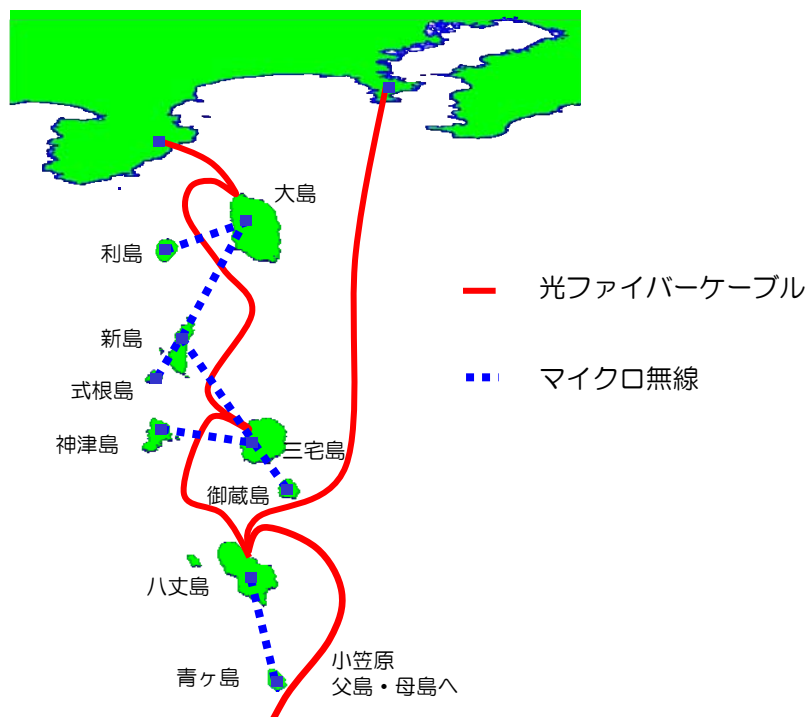 大島
利島
光ファイバーケーブル
新島
マイクロ無線
式根島
神津島
三宅島
御蔵島
八丈島
小笠原
父島・母島へ
青ヶ島